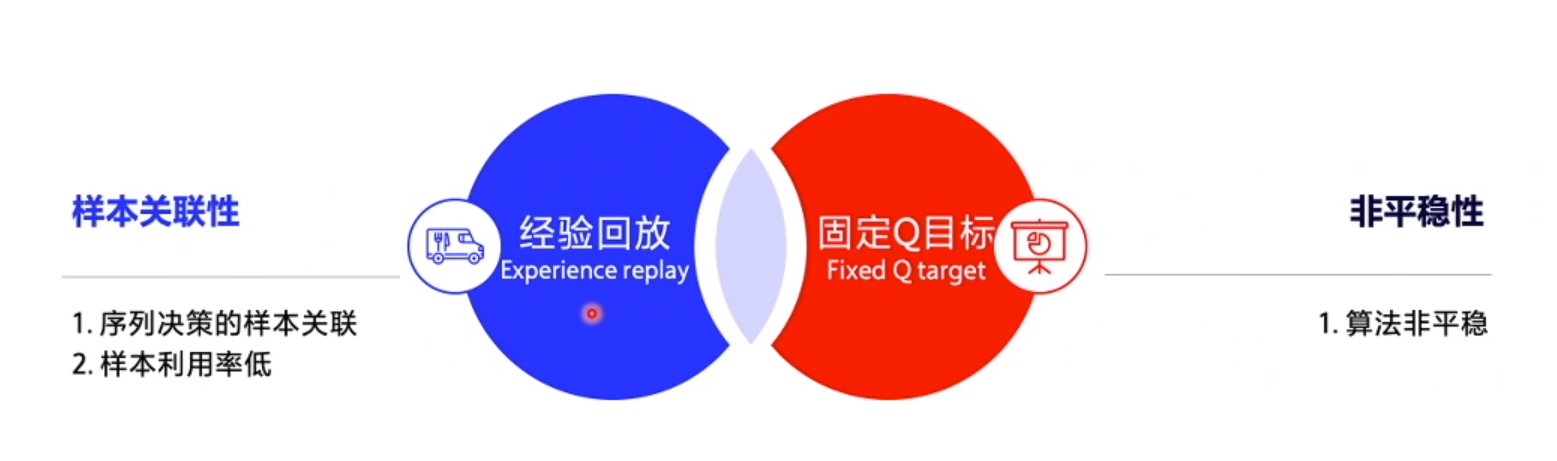 样本关联性
1. 序列决策的样本关联
2. 样本利用率低
经验回放
Experience replay
固定Q目标
Fixed Q target
非平稳性
1. 算法非平稳